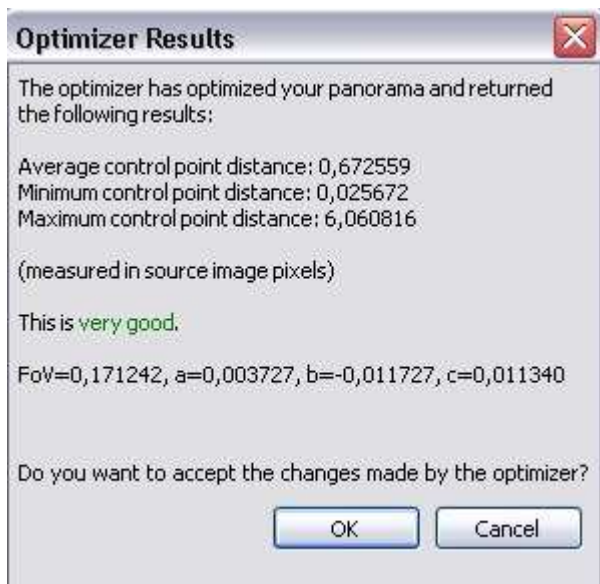 Optimizer Results
The optimizer has optimized your panorama and returned
the following results:
Average control point distance: 0,672559
Minimum control point distance: 0,025672
Maximum control point distance: 6,060816
(measured in source image pixels)
This is very good.
FoV=0,171242, a=0,003727, b=-0,011727, c=0,011340
Do you want to accept the changes made by the optimizer?
OK
Cancel